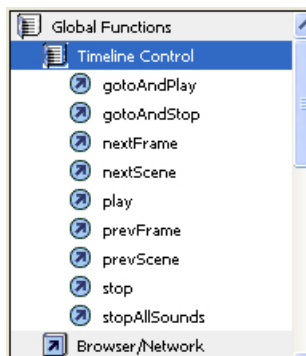 Global Functions
Timeline Control
gotoAndPlay
gotoAndStop
nextFrame
nextScene
play
prevFrame
prevScene
stop
stopAllSounds
Browser/Network